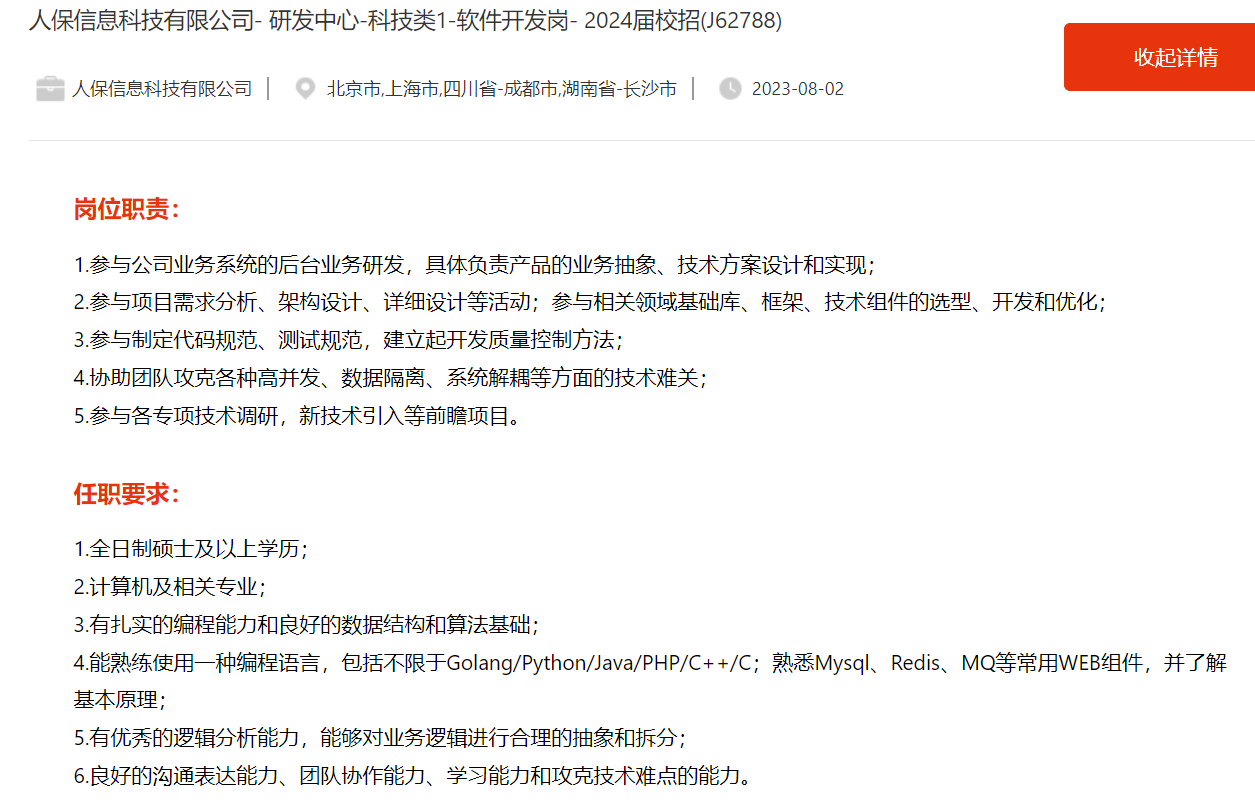 人保信息科技有限公司- 研发中心-科技类1-软件开发岗- 2024届校招(J62788)
收起详情
人保信息科技有限公司 | 北京市,上海市,四川省-成都市,湖南省-长沙市 | 2023-08-02
岗位职责：
1.参与公司业务系统的后台业务研发，具体负责产品的业务抽象、技术方案设计和实现；
2.参与项目需求分析、架构设计、详细设计等活动；参与相关领域基础库、框架、技术组件的选型、开发和优化；
3.参与制定代码规范、测试规范，建立起开发质量控制方法；
4.协助团队攻克各种高并发、数据隔离、系统解耦等方面的技术难关；
5.参与各专项技术调研，新技术引入等前瞻项目。
任职要求：
1.全日制硕士及以上学历；
2.计算机及相关专业；
3.有扎实的编程能力和良好的数据结构和算法基础；
4.能熟练使用一种编程语言，包括不限于Golang/Python/Java/PHP/C++/C；熟悉Mysql、Redis、MQ等常用WEB组件，并了解
基本原理；
5.有优秀的逻辑分析能力，能够对业务逻辑进行合理的抽象和拆分；
6.良好的沟通表达能力、团队协作能力、学习能力和攻克技术难点的能力。